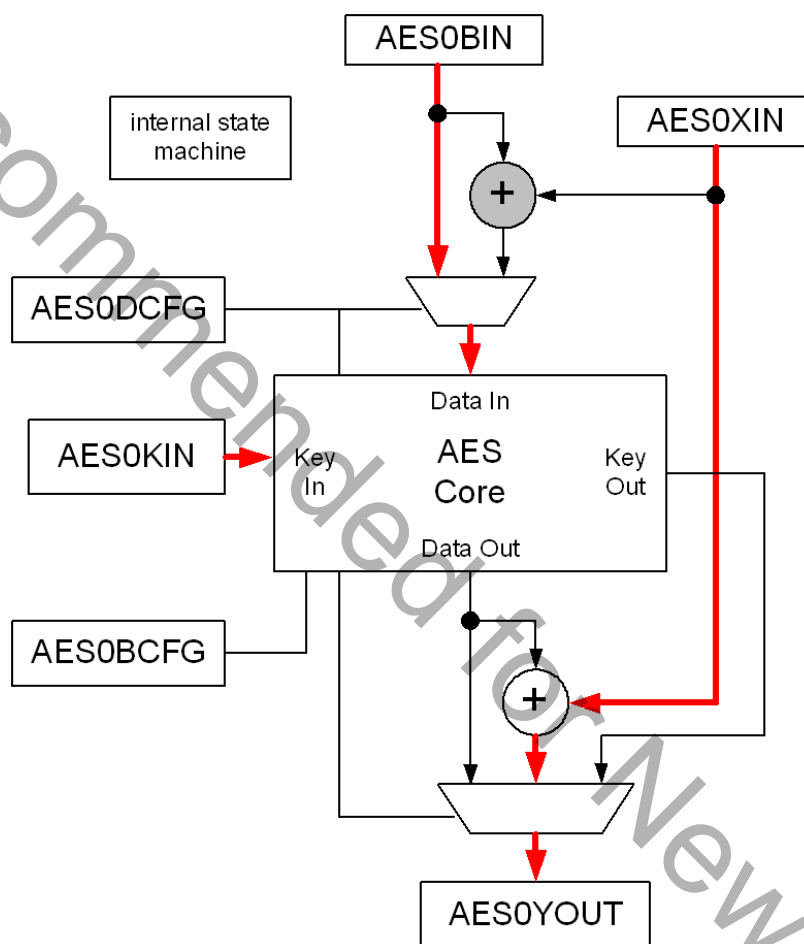 AES0BIN
internal state
machine
AES0XIN
+
AES0DCFG
Data In
AES0KIN
Key
In
AES
Core
Key
Out
Data Out
AES0BCFG
+
AES0YOUT
commended for New